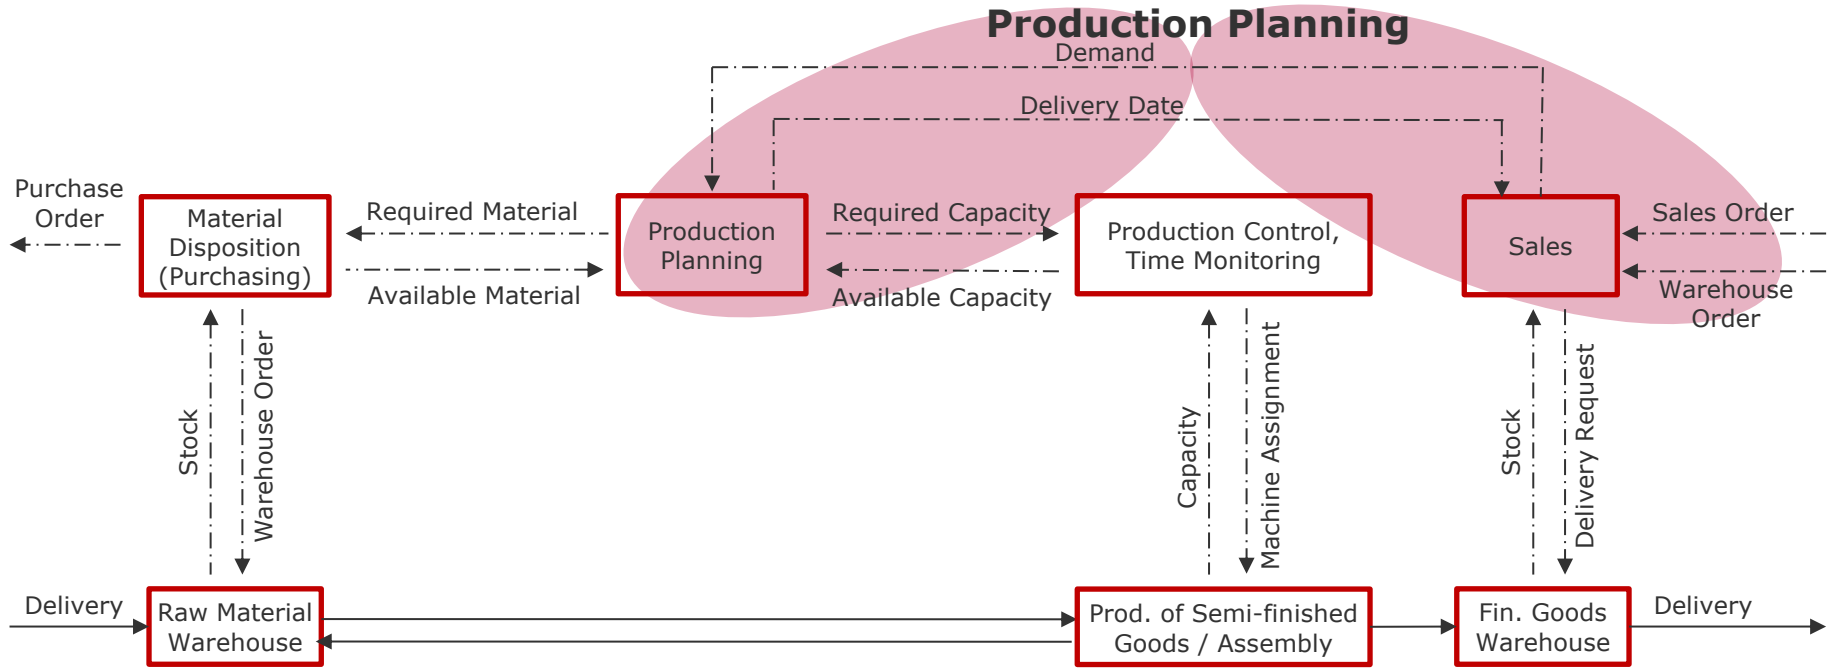 Production Planning
Demand
Delivery Date
Purchase
Order
Material
Disposition
(Purchasing)
Required Material
Available Material
Production
Planning
Required Capacity
Available Capacity
Production Control,
Time Monitoring
Sales
Sales Order
Warehouse
Order
Stock
Warehouse Order
Capacity
Machine Assignment
Stock
Delivery Request
Delivery
Raw Material
Warehouse
Prod. of Semi-finished
Goods / Assembly
Fin. Goods
Warehouse
Delivery